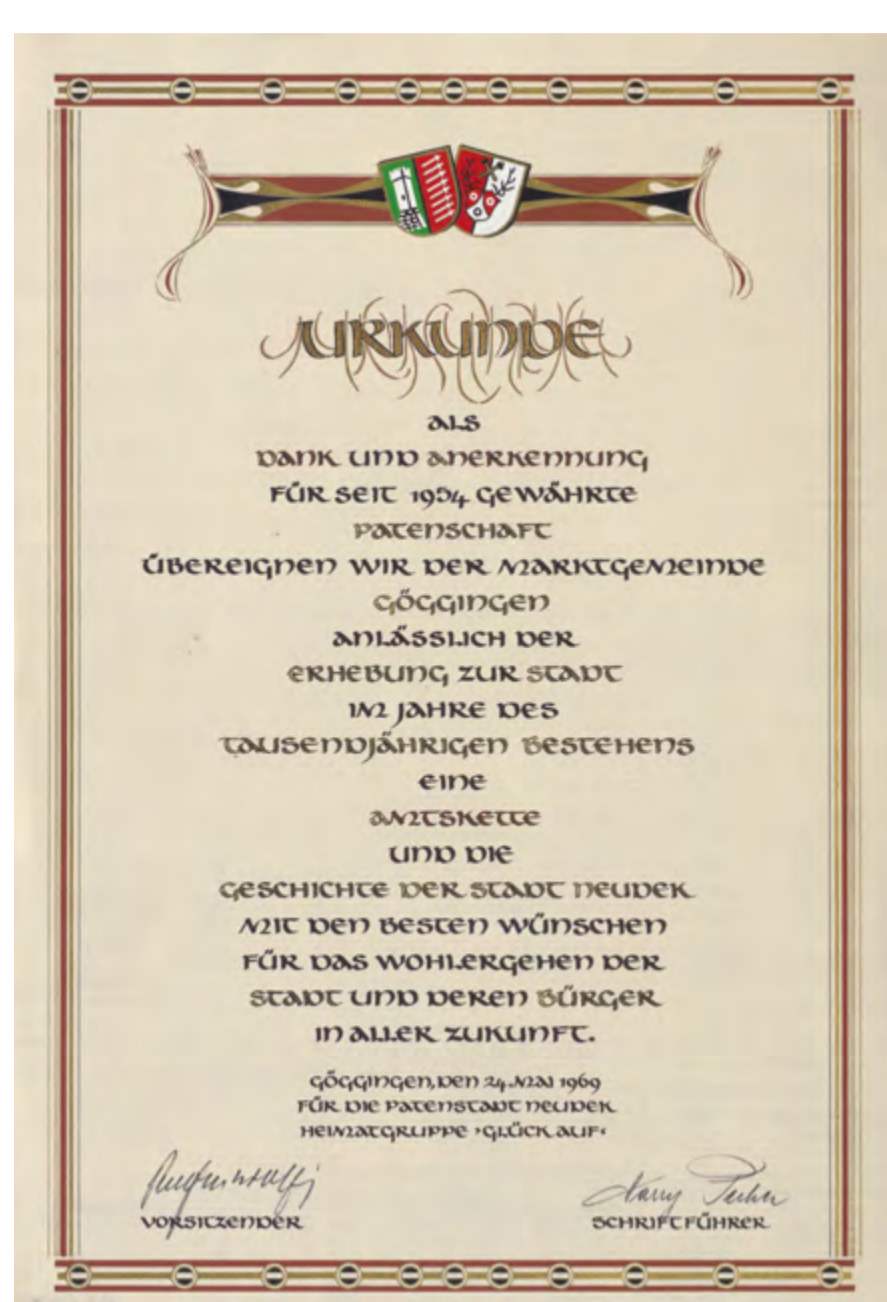 URKUNDE
ALS
DANK UND ANERKENNUNG
FÜR SEIT 1954 GEWÄHRTE
PATENSCHAFT
ÜBEREIGNEN WIR DER MARKTGEMEINDE
GÖGGINGEN
ANLÄSSLICH DER
ERHEBUNG ZUR STADT
IM JAHRE DES
TAUSENDJÄHRIGEN BESTEHENS
EINE
AMTSKETTE
UND DIE
GESCHICHTE DER STADT NEUDEK
MIT DEN BESTEN WÜNSCHEN
FÜR DAS WOHLERGEHEN DER
STADT UND DEREN BÜRGER
IN ALLER ZUKUNFT.
GÖGGINGEN, DEN 24. MAI 1969
FÜR DIE PATENSTADT NEUDEK
HEIMATGRUPPE ›GLÜCK AUF‹
Harry
VORSITZENDER
SCHRIFTFÜHRER